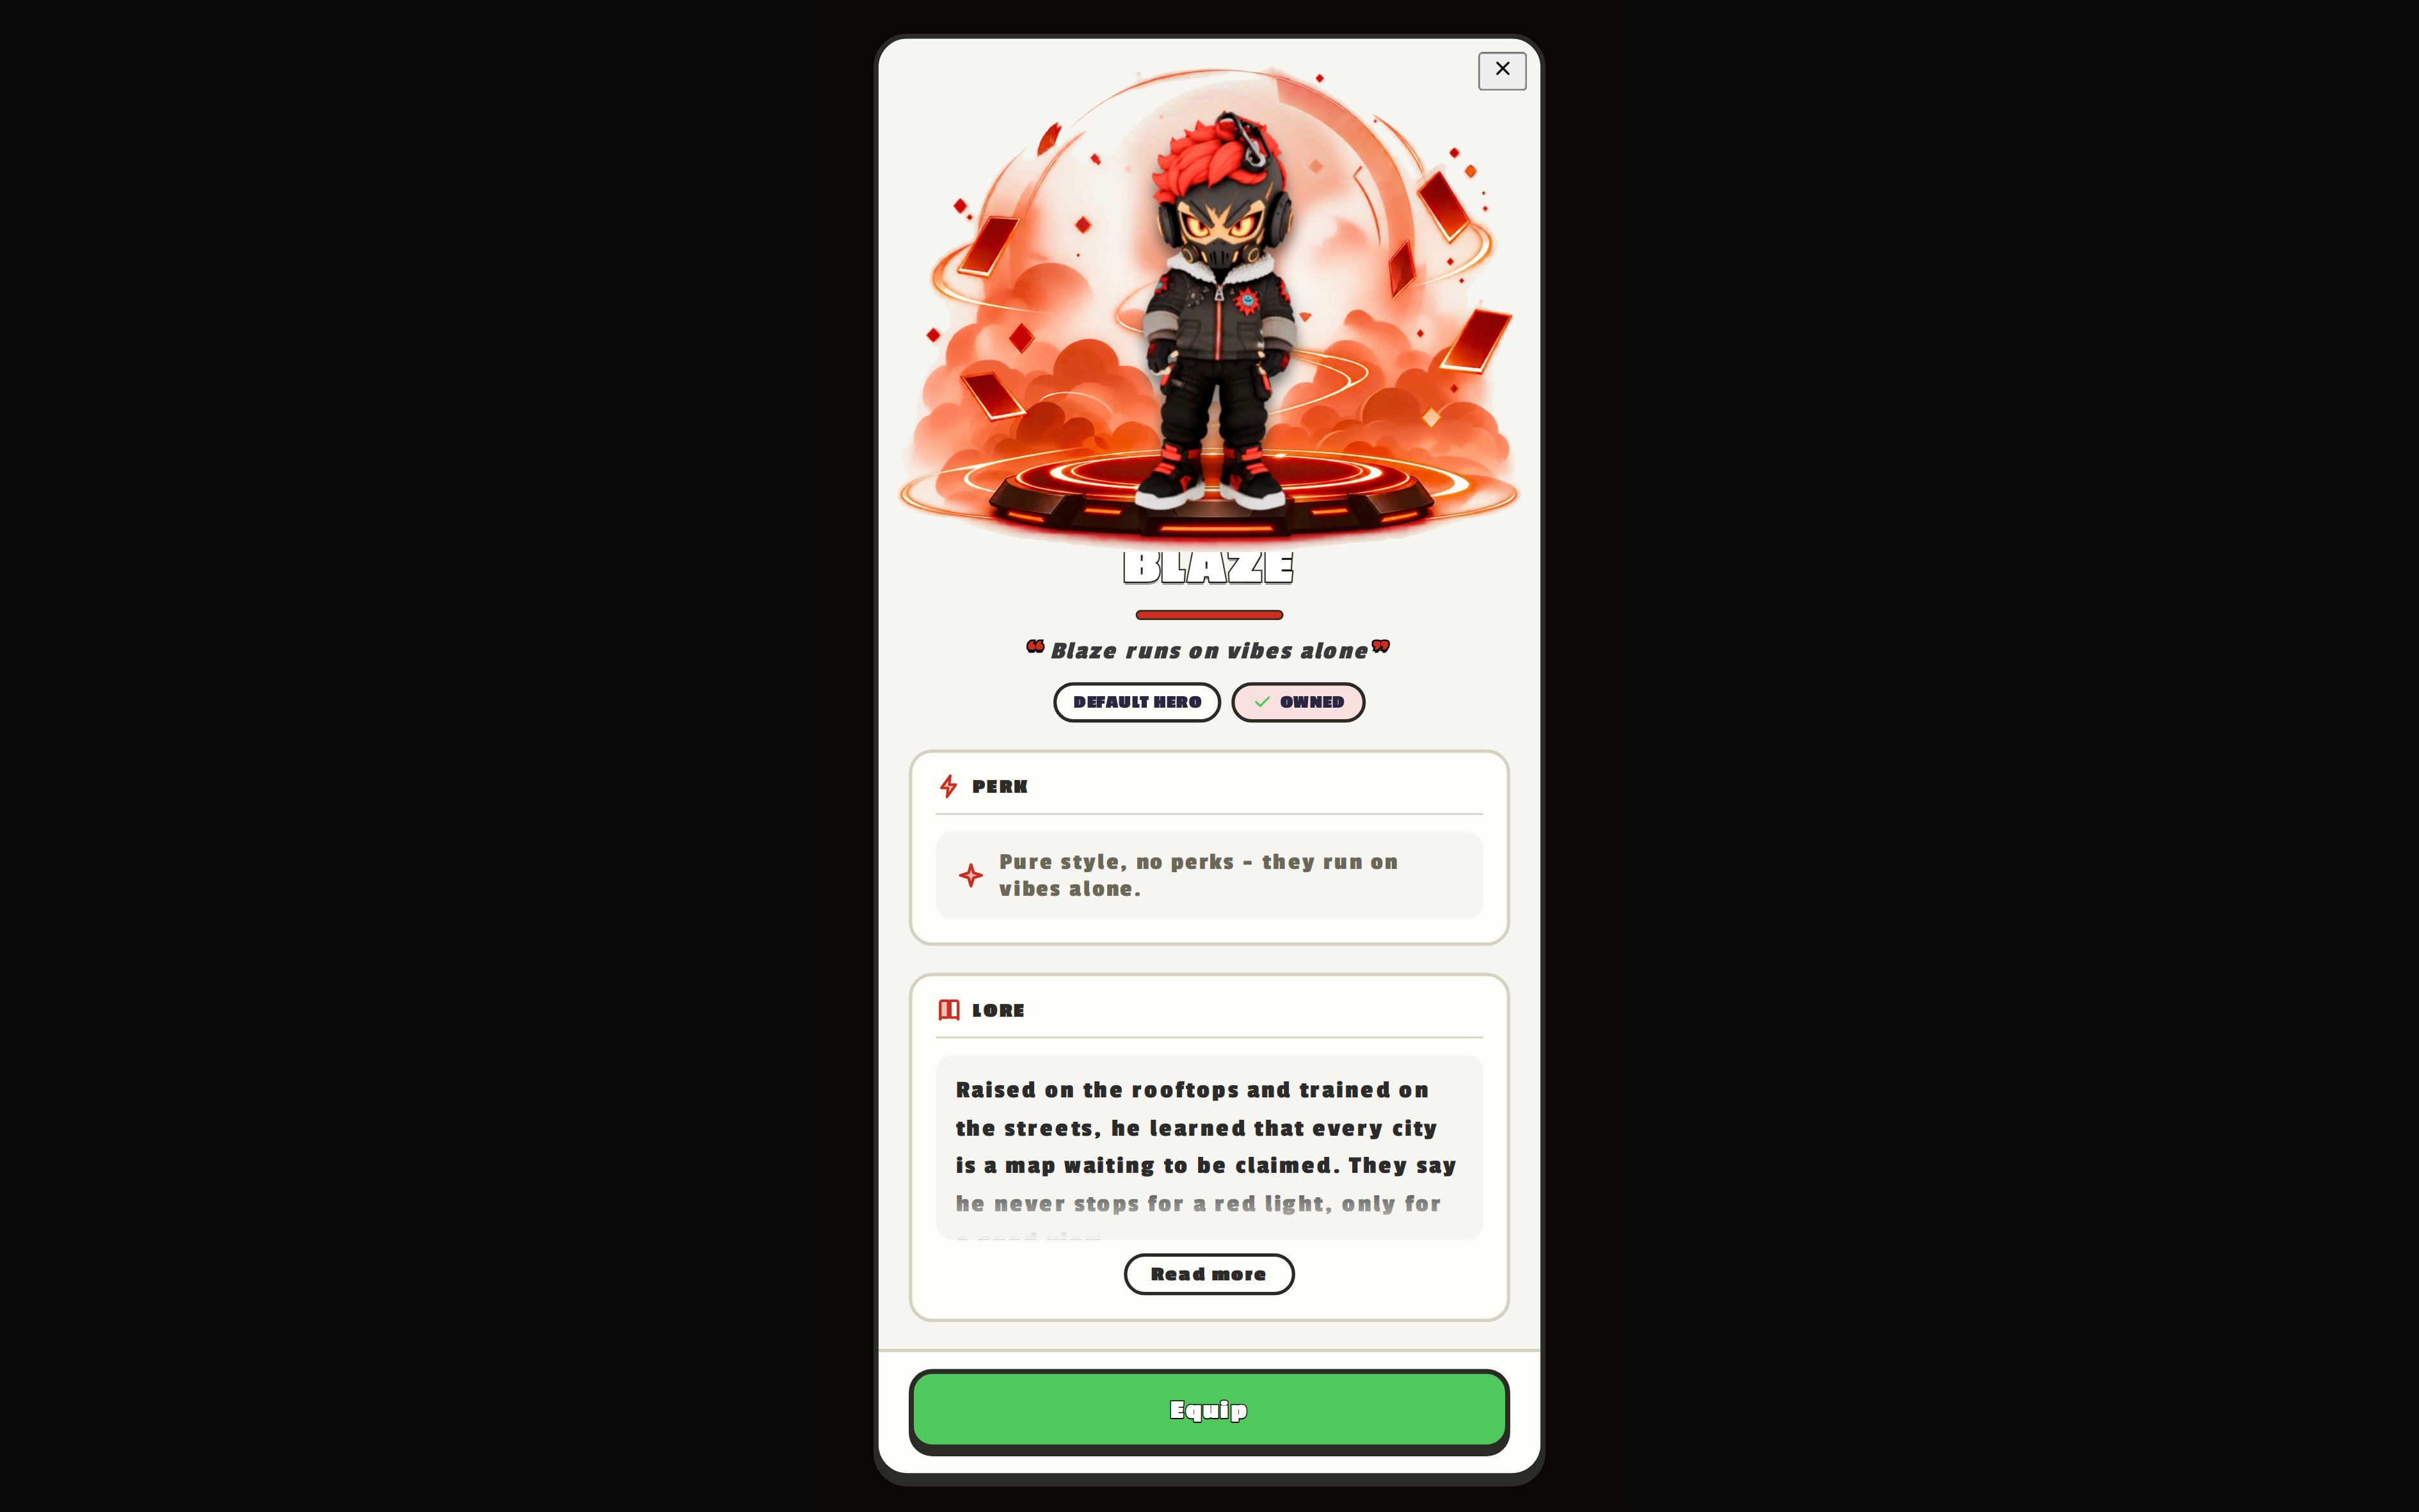 BLAZE
❝ Blaze runs on vibes alone ❞
DEFAULT HERO
OWNED
PERK
Pure style, no perks – they run on
vibes alone.
LORE
Raised on the rooftops and trained on
the streets, he learned that every city
is a map waiting to be claimed. They say
he never stops for a red light, only for
Read more
Equip